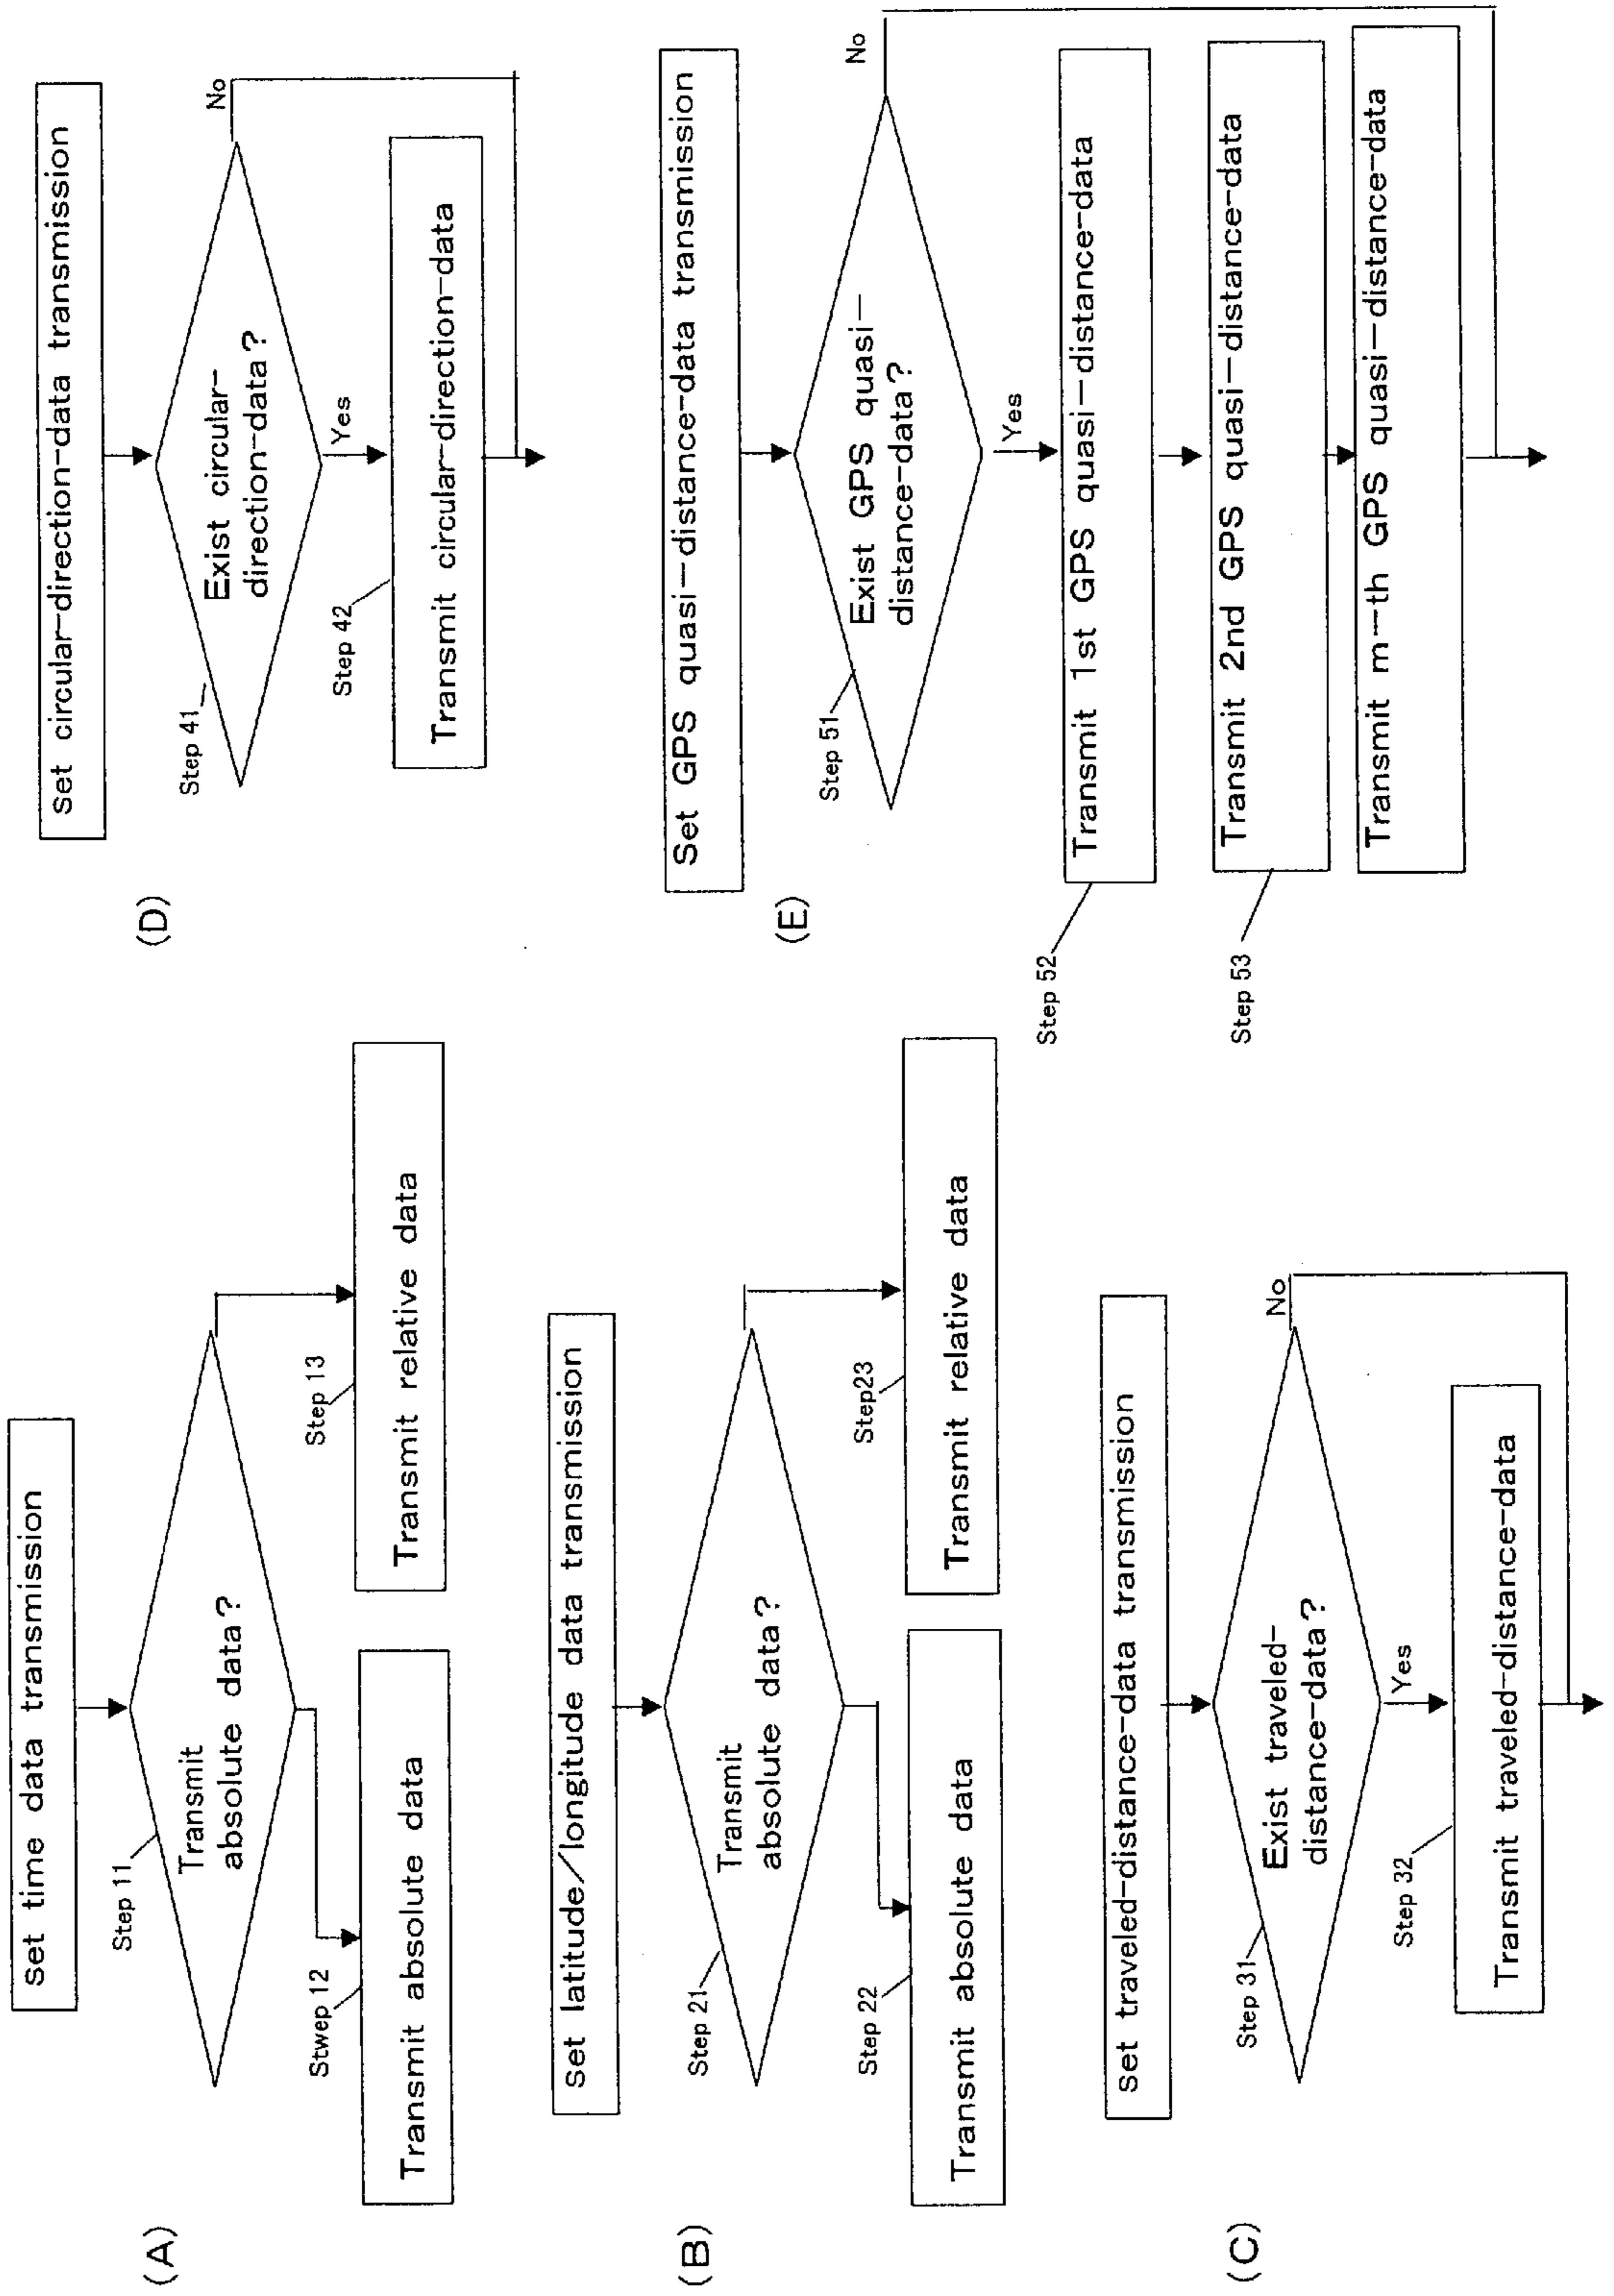 (A)
set time data transmission
Step 11
Transmit
absolute data?
Stwep 12
Transmit absolute data
Step 13
Transmit relative data
(B)
set latitude/longitude data transmission
Step 21
Transmit
absolute data?
Step 22
Transmit absolute data
Step23
Transmit relative data
(C)
set traveled-distance-data transmission
Step 31
Exist traveled-
distance-data?
No
Yes
Step 32
Transmit traveled-distance-data
(D)
set circular-direction-data transmission
Step 41
Exist circular-
direction-data?
No
Yes
Step 42
Transmit circular-direction-data
(E)
Set GPS quasi-distance-data transmission
Step 51
Exist GPS quasi-
distance-data?
No
Yes
Step 52
Transmit 1st GPS quasi-distance-data
Step 53
Transmit 2nd GPS quasi-distance-data
Transmit m-th GPS quasi-distance-data